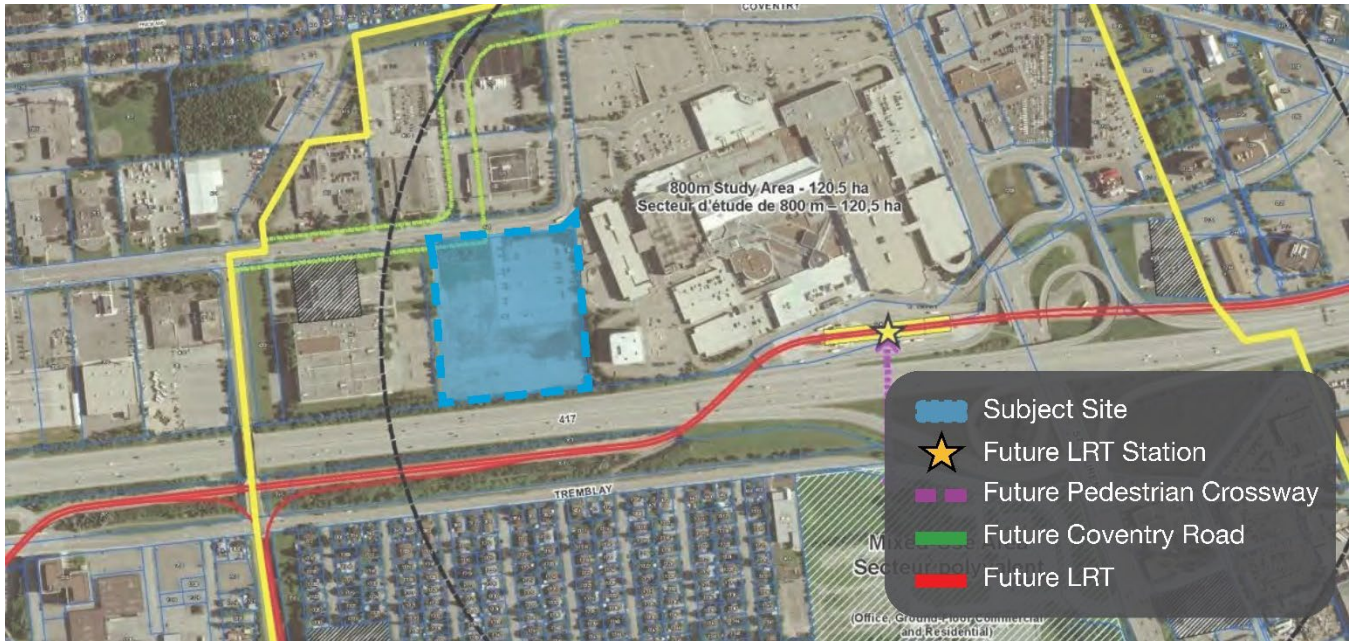 COVENTRY
800m Study Area - 120.5 ha
Secteur d'étude de 800 m – 120,5 ha
417
TREMBLAY
Subject Site
Future LRT Station
Future Pedestrian Crossway
Future Coventry Road
Future LRT
Mixed-Use Area
Secteur polyvalent
(Office, Ground-Floor Commercial
and Residential)